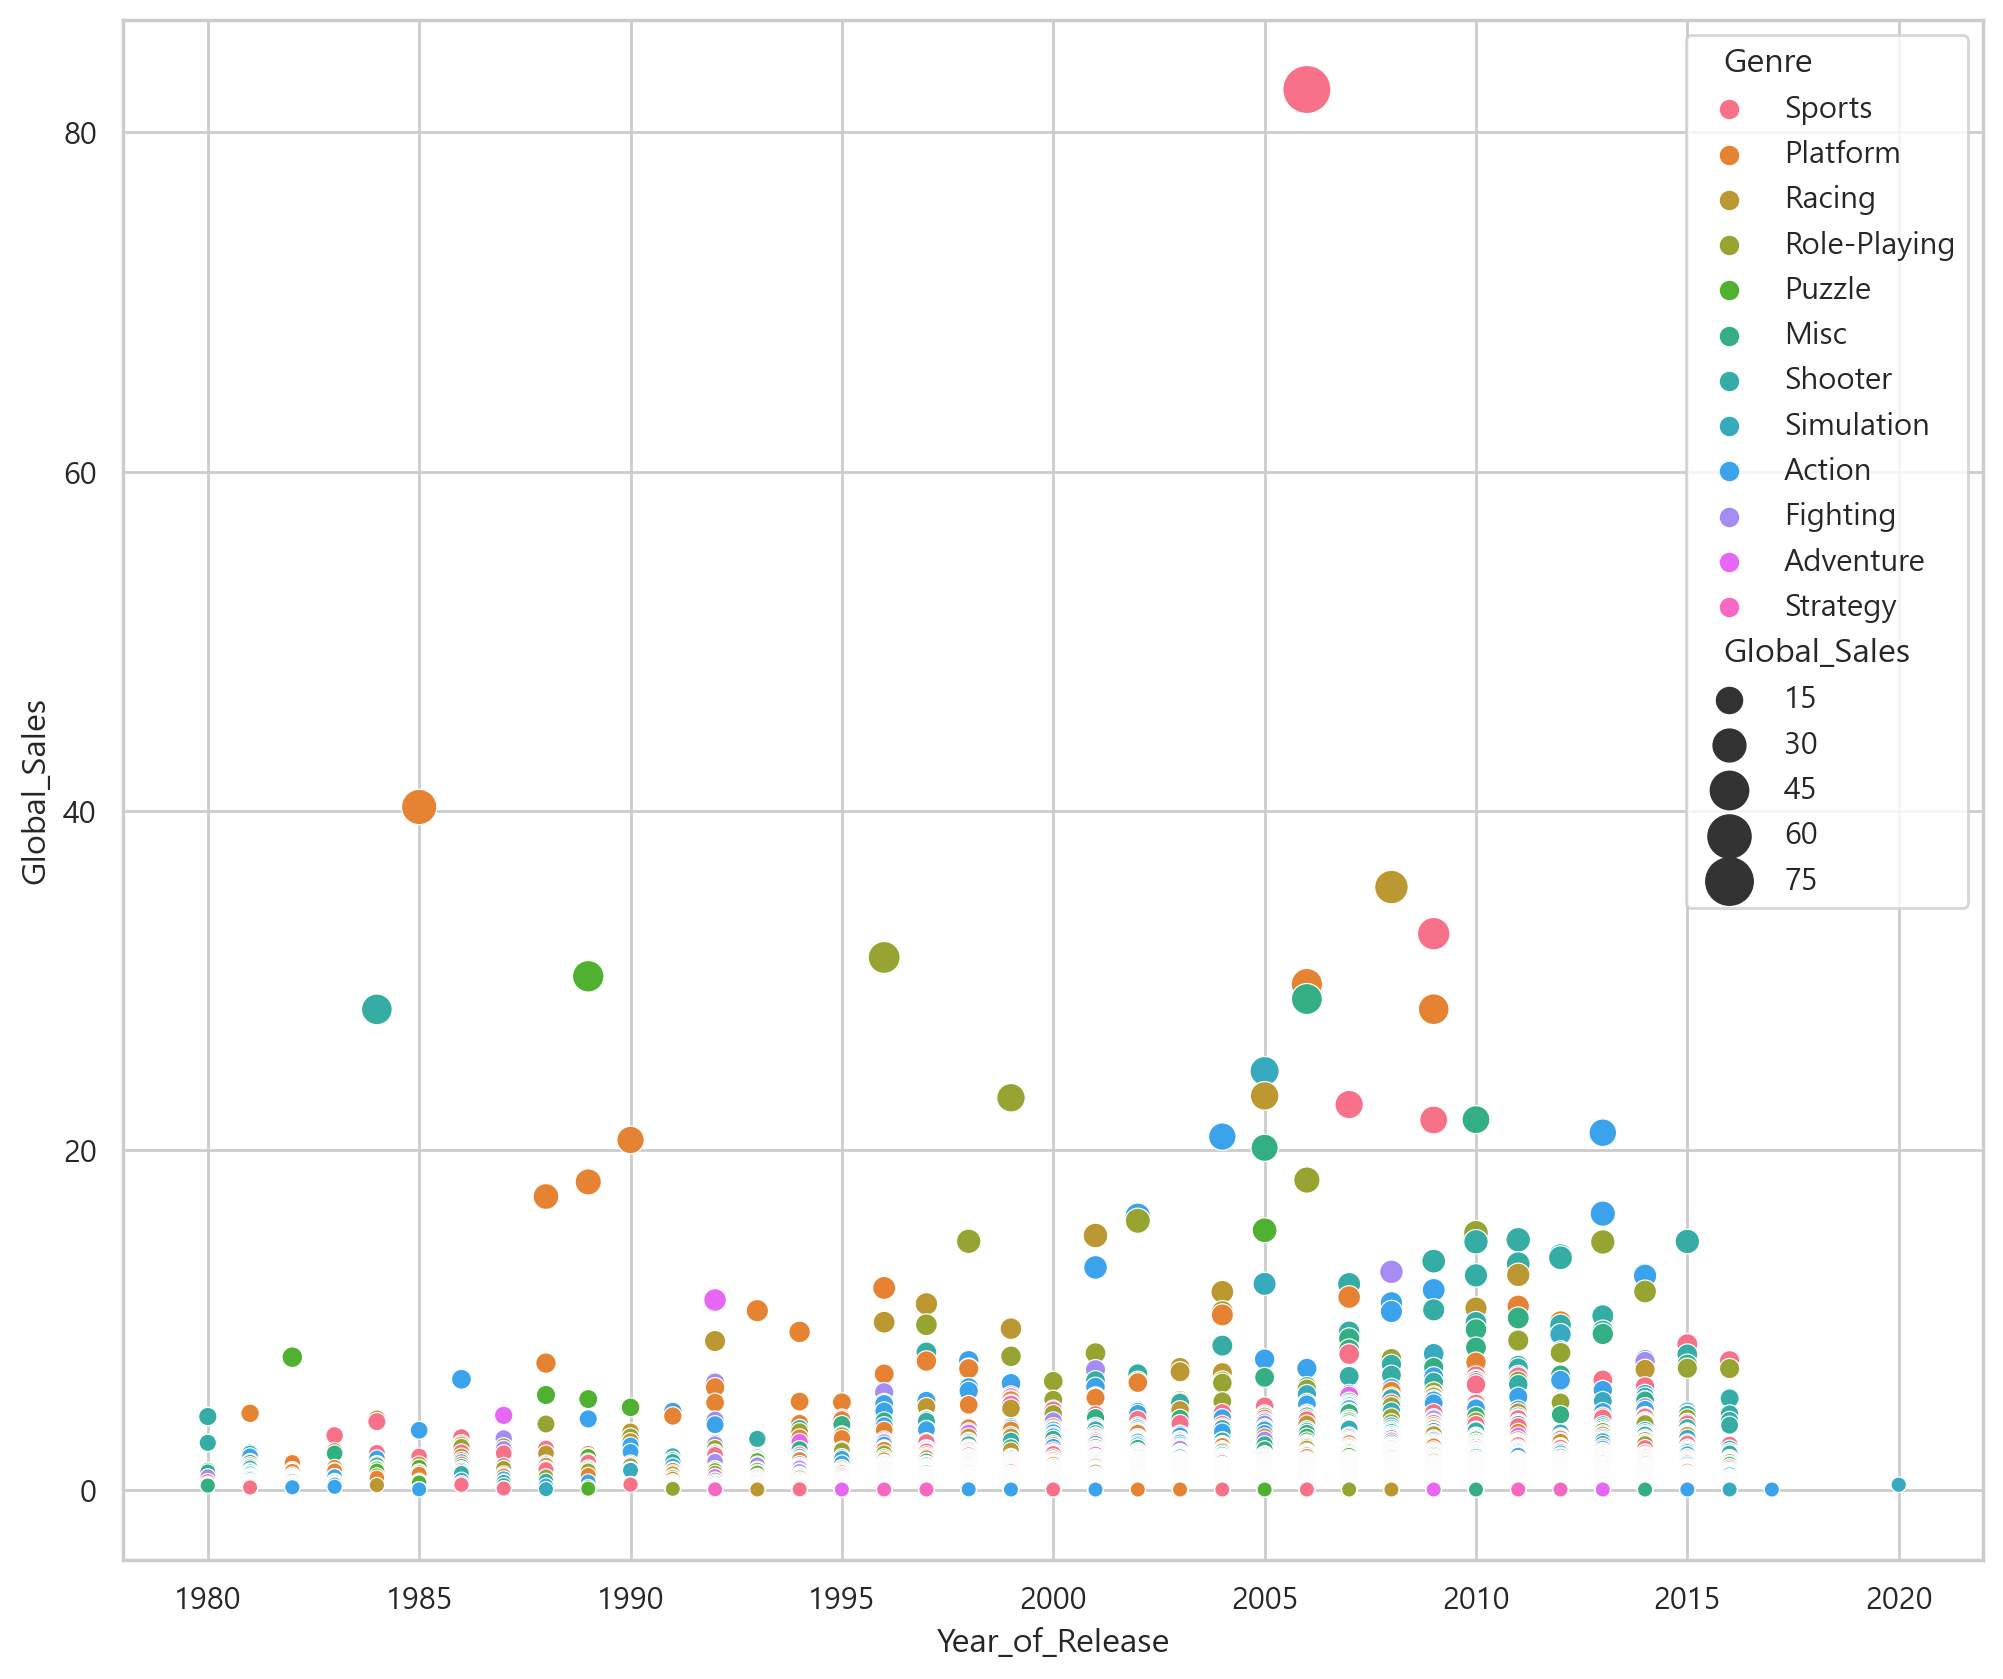 Genre
Sports
Platform
Racing
Role-Playing
Puzzle
Misc
Shooter
Simulation
Action
Fighting
Adventure
Strategy
Global_Sales
15
30
45
60
75
80
60
40
20
0
Global_Sales
1980 1985 1990 1995 2000 2005 2010 2015 2020
Year_of_Release